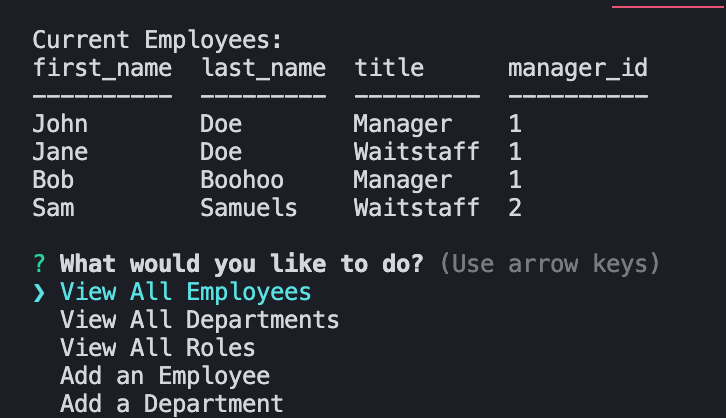 Current Employees:
first_name  last_name  title      manager_id
----------  ---------  ---------  ----------
John        Doe        Manager    1
Jane        Doe        Waitstaff  1
Bob         Boohoo     Manager    1
Sam         Samuels    Waitstaff  2
? What would you like to do? (Use arrow keys)
❯ View All Employees
  View All Departments
  View All Roles
  Add an Employee
  Add a Department